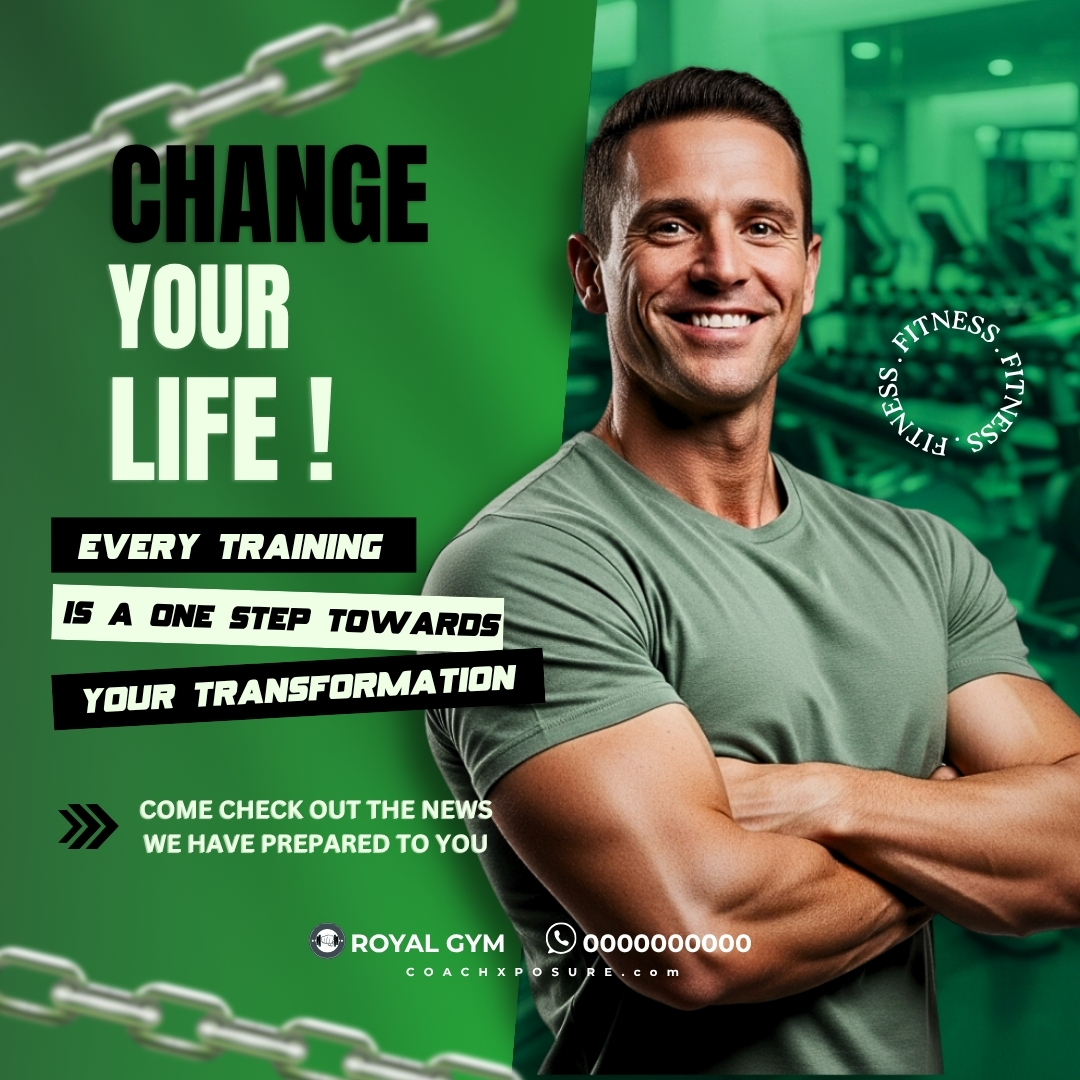 CHANGE
YOUR
LIFE !
FITNESS . FITNESS . FITNESS .
EVERY TRAINING
IS A ONE STEP TOWARDS
YOUR TRANSFORMATION
COME CHECK OUT THE NEWS
WE HAVE PREPARED TO YOU
ROYAL GYM 0000000000
COACHXPOSURE.com